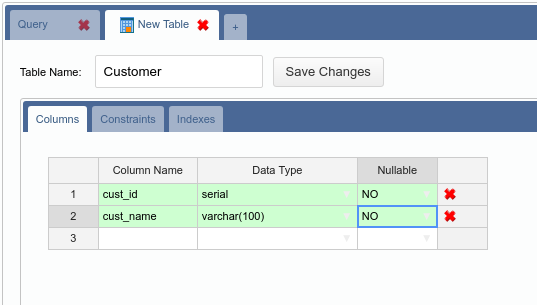 Query New Table +
Table Name: Customer Save Changes
Columns Constraints Indexes
Column Name Data Type Nullable
1 cust_id serial NO
2 cust_name varchar(100) NO
3